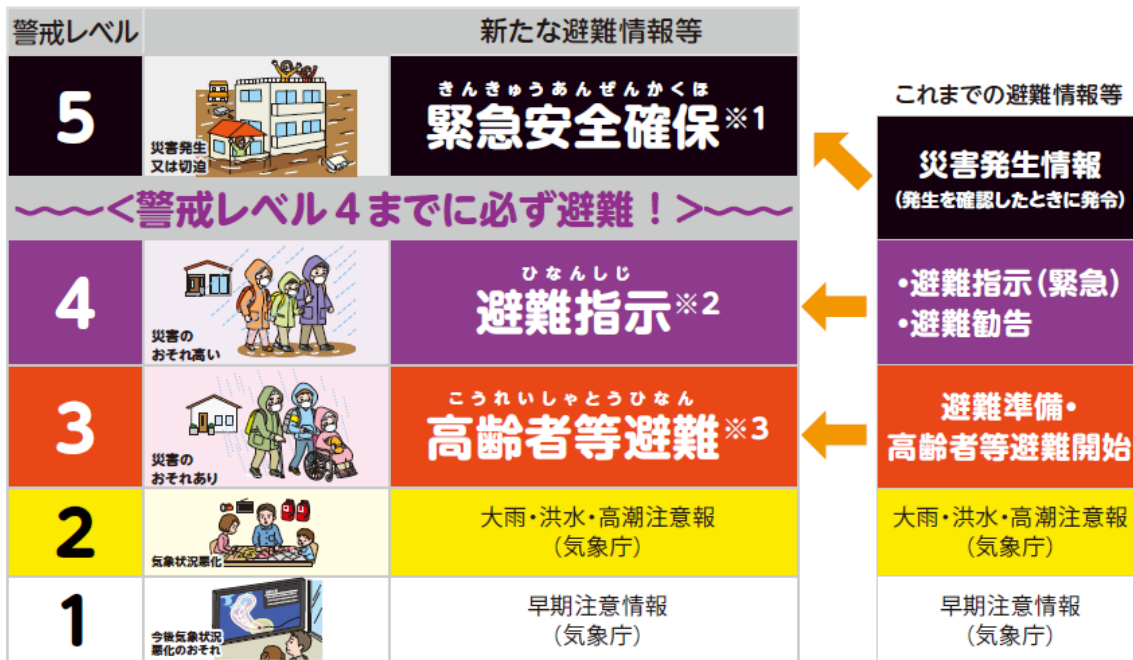 警戒レベル
新たな避難情報等
5
災害発生
又は切迫
きんきゅうあんぜんかくほ
緊急安全確保※1
〜〜〜<警戒レベル４までに必ず避難！>〜〜〜
4
災害の
おそれ高い
ひなんしじ
避難指示※2
3
災害の
おそれあり
こうれいしゃとうひなん
高齢者等避難※3
2
気象状況悪化
大雨・洪水・高潮注意報
(気象庁)
1
今後気象状況
悪化のおそれ
早期注意情報
(気象庁)
これまでの避難情報等
災害発生情報
(発生を確認したときに発令)
・避難指示(緊急)
・避難勧告
避難準備・
高齢者等避難開始
大雨・洪水・高潮注意報
(気象庁)
早期注意情報
(気象庁)